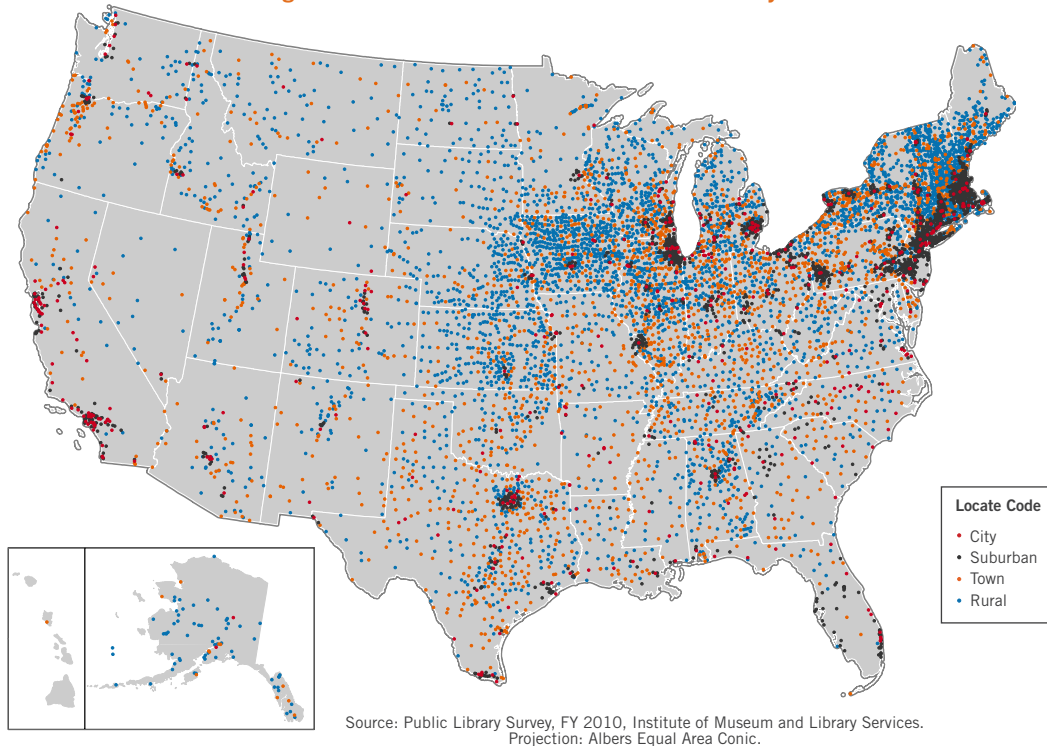 Locate Code
City
Suburban
Town
Rural
Source: Public Library Survey, FY 2010, Institute of Museum and Library Services.
Projection: Albers Equal Area Conic.